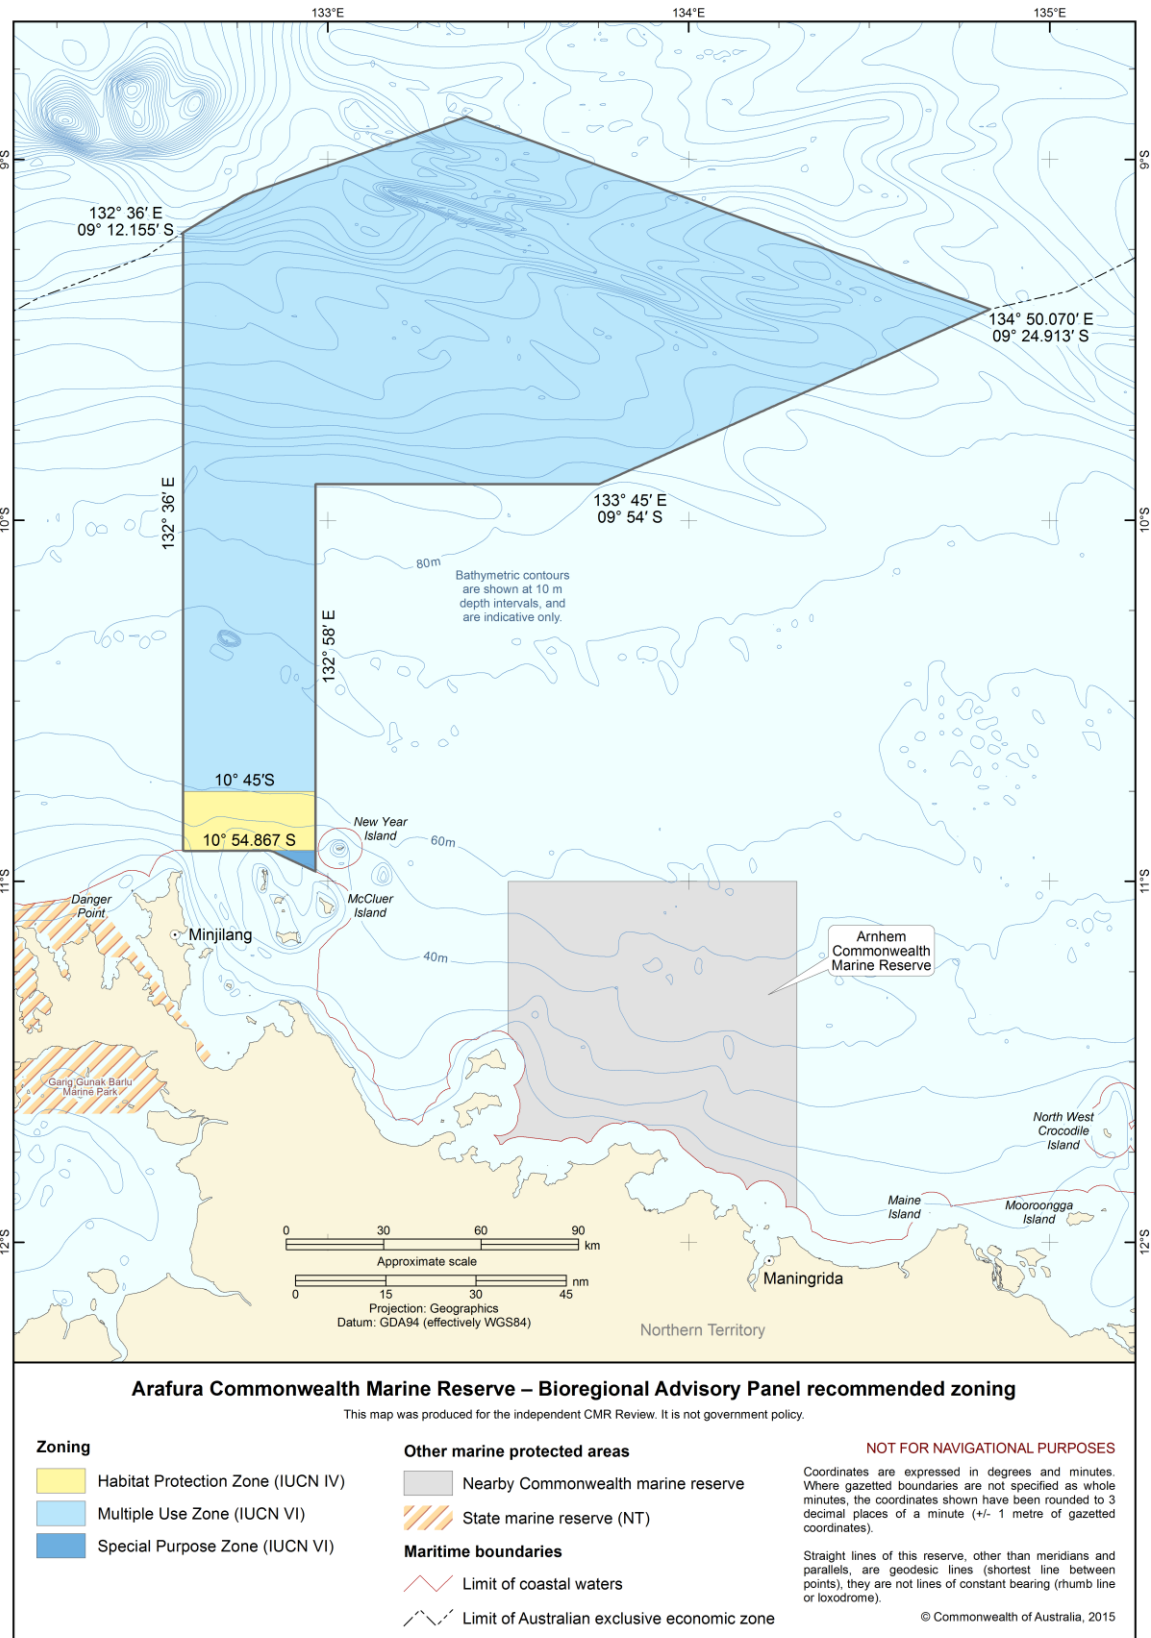 133°E
134°E
135°E
9°S
9°S
132° 36′ E
09° 12.155′ S
134° 50.070′ E
09° 24.913′ S
132° 36′ E
133° 45′ E
09° 54′ S
10°S
10°S
80m
Bathymetric contours
are shown at 10 m
depth intervals, and
are indicative only.
132° 58′ E
10° 45′S
10° 54.867 S
New Year
Island
60m
11°S
11°S
Danger
Point
McCluer
Island
Minjilang
40m
Arnhem
Commonwealth
Marine Reserve
Garig Gunak Barlu
Marine Park
North West
Crocodile
Island
Maine
Island
Mooroongga
Island
12°S
12°S
0 30 60 90
km
Approximate scale
nm
0 15 30 45
Projection: Geographics
Datum: GDA94 (effectively WGS84)
Maningrida
Northern Territory
Arafura Commonwealth Marine Reserve – Bioregional Advisory Panel recommended zoning
This map was produced for the independent CMR Review. It is not government policy.
Zoning
Habitat Protection Zone (IUCN IV)
Multiple Use Zone (IUCN VI)
Special Purpose Zone (IUCN VI)
Other marine protected areas
Nearby Commonwealth marine reserve
State marine reserve (NT)
Maritime boundaries
Limit of coastal waters
Limit of Australian exclusive economic zone
NOT FOR NAVIGATIONAL PURPOSES
Coordinates are expressed in degrees and minutes.
Where gazetted boundaries are not specified as whole
minutes, the coordinates shown have been rounded to 3
decimal places of a minute (+/- 1 metre of gazetted
coordinates).
Straight lines of this reserve, other than meridians and
parallels, are geodesic lines (shortest line between
points), they are not lines of constant bearing (rhumb line
or loxodrome).
© Commonwealth of Australia, 2015